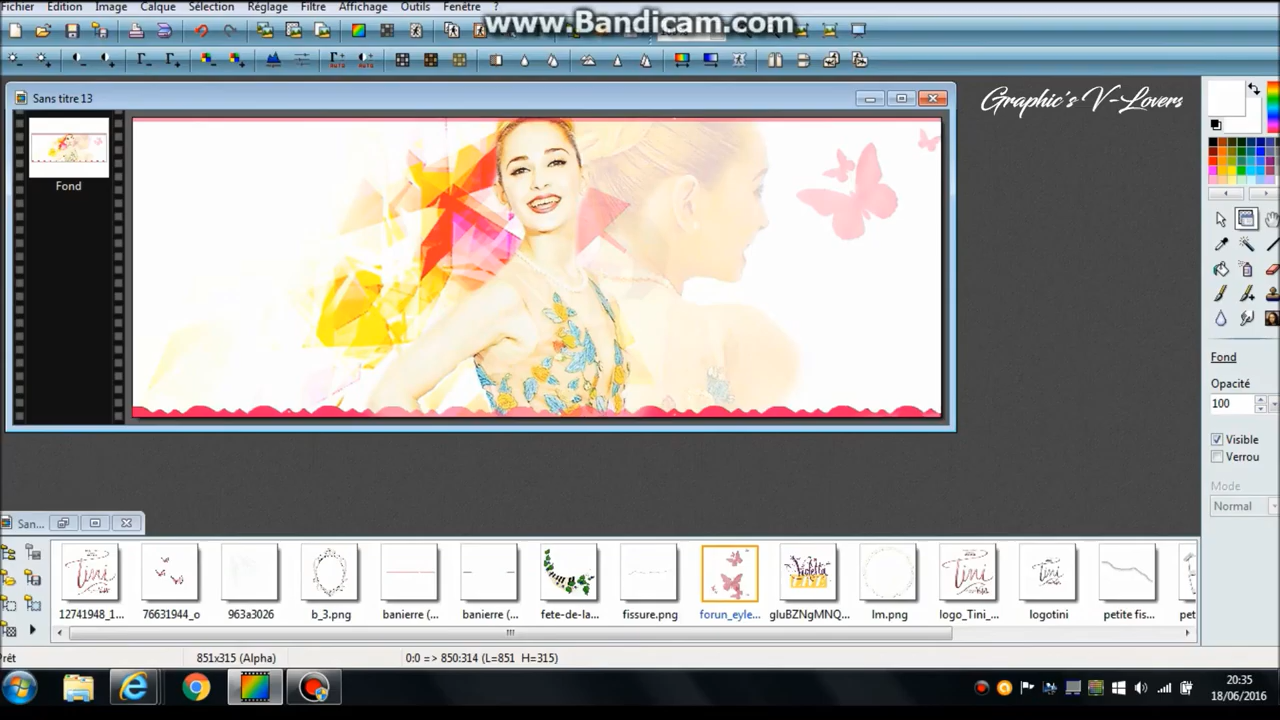 Fichier Edition Image Calque Sélection Réglage Filtre Affichage Outils Fenêtre ?
www.Bandicam.com
Sans titre 13
Graphic's V-Lovers
Fond
Fond
Opacité
100
Visible
Verrou
Mode
Normal
San...
12741948_1... 76631944_o 963a3026 b_3.png banierre (... banierre (... fete-de-la... fissure.png forun_eyle... gluBZNgMNQ... lm.png logo_Tini_... logotini petite fis... pet
Prêt 851x315 (Alpha) 0:0 => 850:314 (L=851 H=315)
20:35
18/06/2016